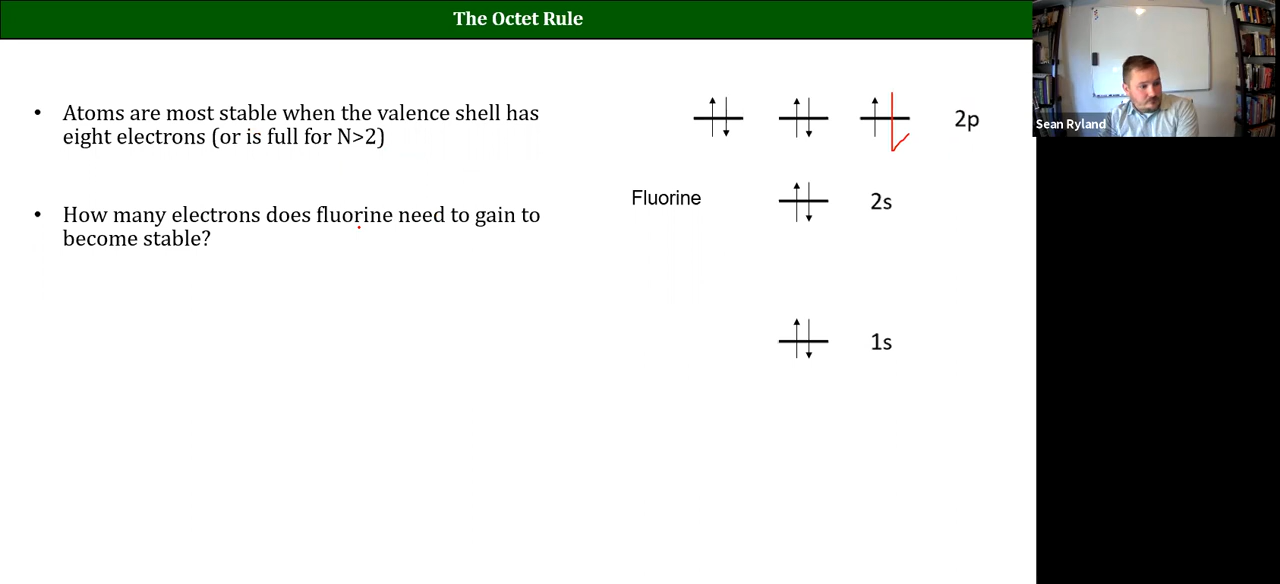 The Octet Rule
• Atoms are most stable when the valence shell has
eight electrons (or is full for N>2)
• How many electrons does fluorine need to gain to
become stable?
2p
Fluorine
2s
1s
Sean Ryland